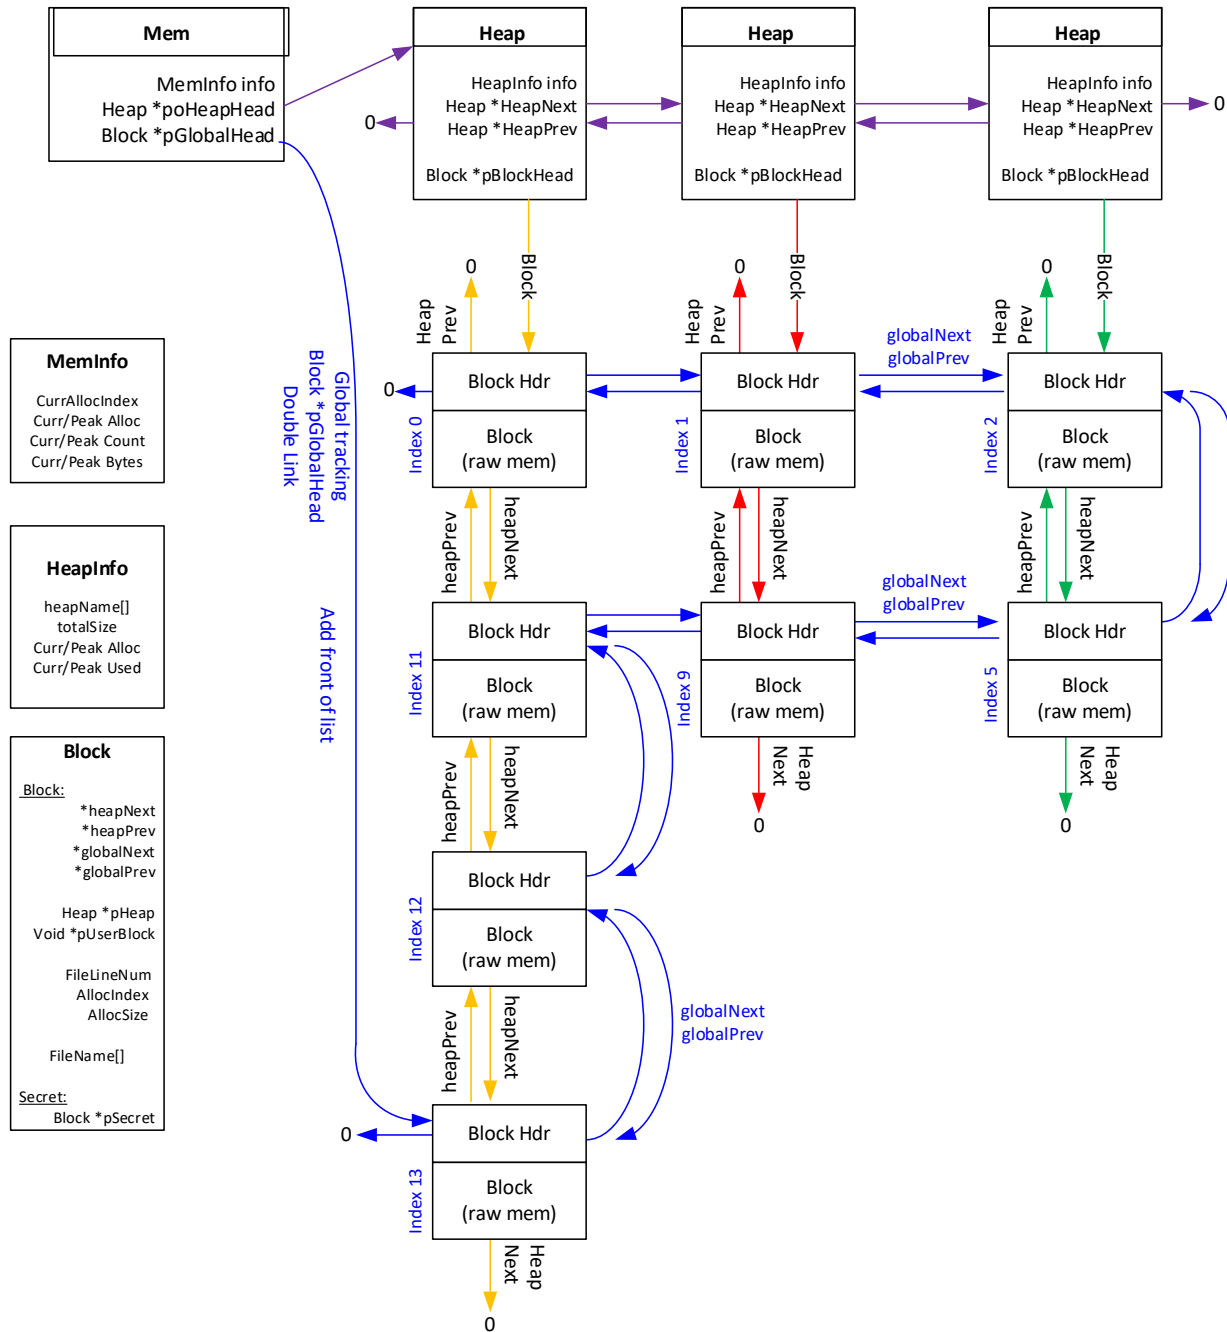 Mem
MemInfo info
Heap *poHeapHead
Block *pGlobalHead
Heap
HeapInfo info
Heap *HeapNext
Heap *HeapPrev
Block *pBlockHead
Heap
HeapInfo info
Heap *HeapNext
Heap *HeapPrev
Block *pBlockHead
Heap
HeapInfo info
Heap *HeapNext
Heap *HeapPrev
Block *pBlockHead
0
0
0
Heap
Prev
Block
0
Heap
Prev
Block
0
Heap
Prev
Block
MemInfo
CurrAllocIndex
Curr/Peak Alloc
Curr/Peak Count
Curr/Peak Bytes
HeapInfo
heapName[]
totalSize
Curr/Peak Alloc
Curr/Peak Used
Block
Block:
*heapNext
*heapPrev
*globalNext
*globalPrev
Heap *pHeap
Void *pUserBlock
FileLineNum
AllocIndex
AllocSize
FileName[]
Secret:
Block *pSecret
Global tracking
Block *pGlobalHead
Double Link
Add front of list
0
Index 0
Block Hdr
Block
(raw mem)
Index 1
Block Hdr
Block
(raw mem)
globalNext
globalPrev
Index 2
Block Hdr
Block
(raw mem)
heapPrev
heapNext
heapPrev
heapNext
heapPrev
heapNext
Index 11
Block Hdr
Block
(raw mem)
Index 9
Block Hdr
Block
(raw mem)
globalNext
globalPrev
Index 5
Block Hdr
Block
(raw mem)
heapPrev
heapNext
Heap
Next
0
Heap
Next
0
Index 12
Block Hdr
Block
(raw mem)
heapPrev
heapNext
globalNext
globalPrev
0
Index 13
Block Hdr
Block
(raw mem)
Heap
Next
0